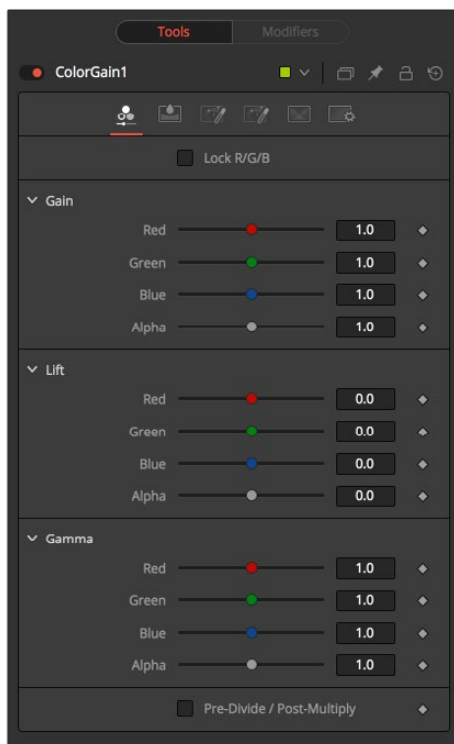 Tools Modifiers
ColorGain1
Lock R/G/B
Gain
Red 1.0
Green 1.0
Blue 1.0
Alpha 1.0
Lift
Red 0.0
Green 0.0
Blue 0.0
Alpha 0.0
Gamma
Red 1.0
Green 1.0
Blue 1.0
Alpha 1.0
Pre-Divide / Post-Multiply